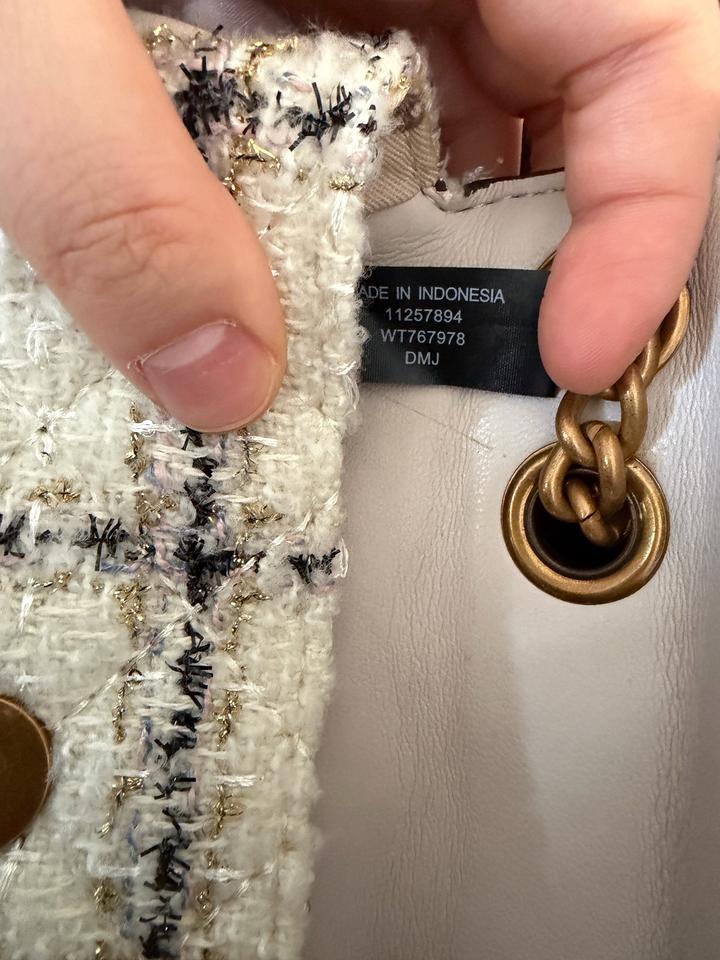 ADE IN INDONESIA
11257894
WT767978
DMJ